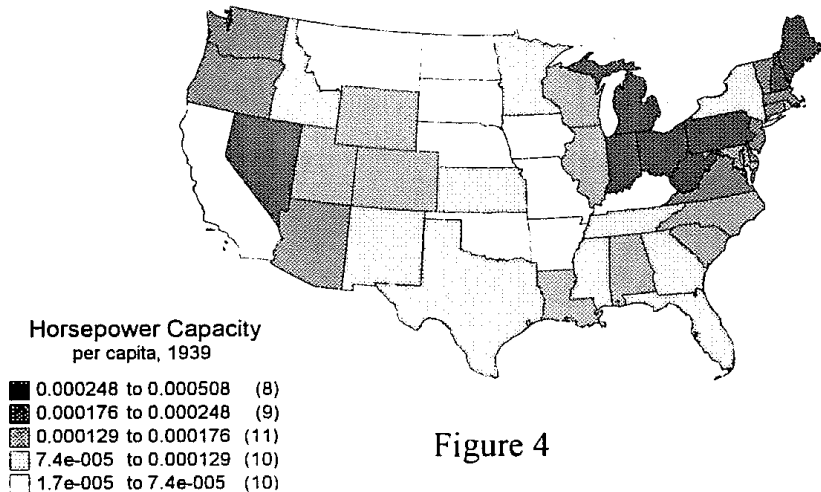 Horsepower Capacity
per capita, 1939
0.000248 to 0.000508 (8)
0.000176 to 0.000248 (9)
0.000129 to 0.000176 (11)
7.4e-005 to 0.000129 (10)
1.7e-005 to 7.4e-005 (10)
Figure 4